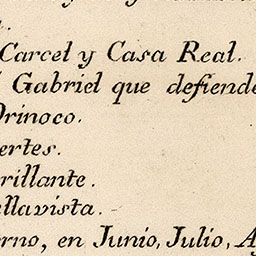 Carcel y Casa Real.
Gabriel que defiende
Orinoco.
ertes.
rillante.
llavista.
rno, en Junio, Julio, A